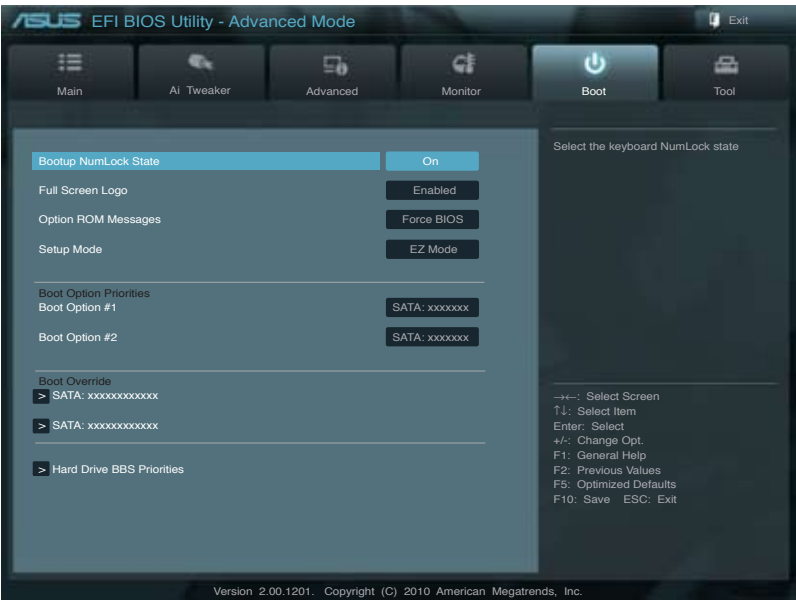 ASUS EFI BIOS Utility - Advanced Mode
Exit
Main
Ai Tweaker
Advanced
Monitor
Boot
Tool
Bootup NumLock State On
Full Screen Logo Enabled
Option ROM Messages Force BIOS
Setup Mode EZ Mode
Boot Option Priorities
Boot Option #1 SATA: xxxxxxx
Boot Option #2 SATA: xxxxxxx
Boot Override
> SATA: xxxxxxxxxxxx
> SATA: xxxxxxxxxxxx
> Hard Drive BBS Priorities
Select the keyboard NumLock state
→←: Select Screen
↑↓: Select Item
Enter: Select
+/-: Change Opt.
F1: General Help
F2: Previous Values
F5: Optimized Defaults
F10: Save ESC: Exit
Version 2.00.1201. Copyright (C) 2010 American Megatrends, Inc.